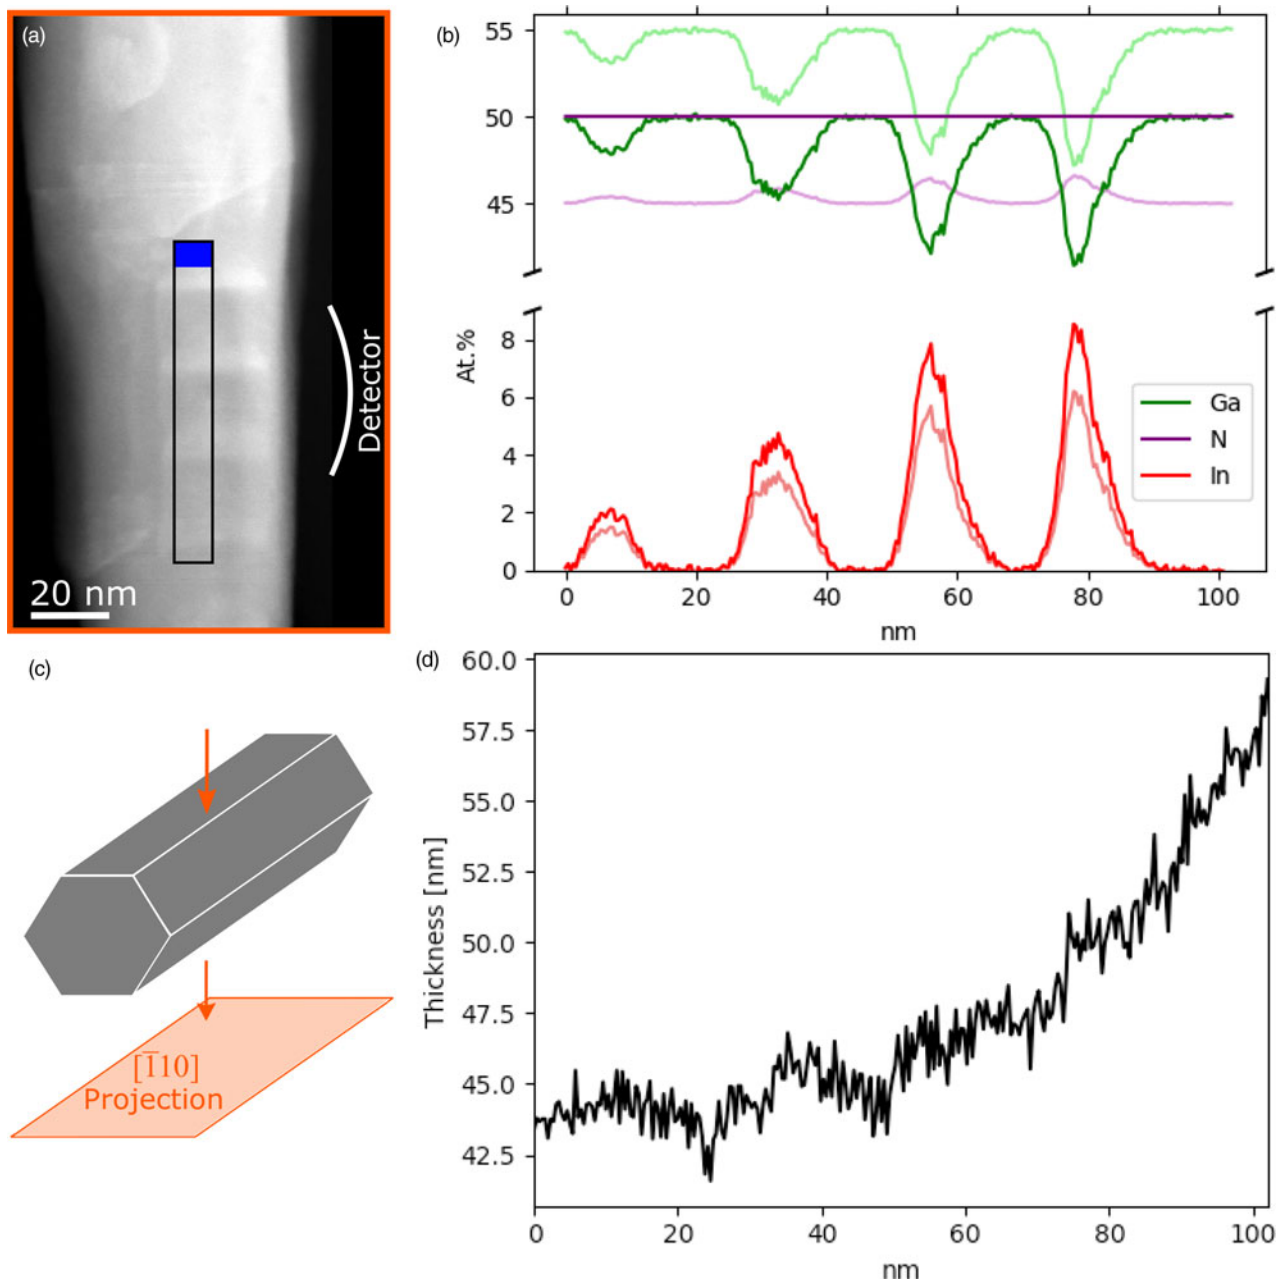 (a)
Detector
20 nm
(b)
55
50
45
At.%
8
6
4
2
0
Ga
N
In
0 20 40 60 80 100
nm
(c)
[1̅10]
Projection
(d)
60.0
57.5
55.0
52.5
50.0
47.5
45.0
42.5
Thickness [nm]
0 20 40 60 80 100
nm